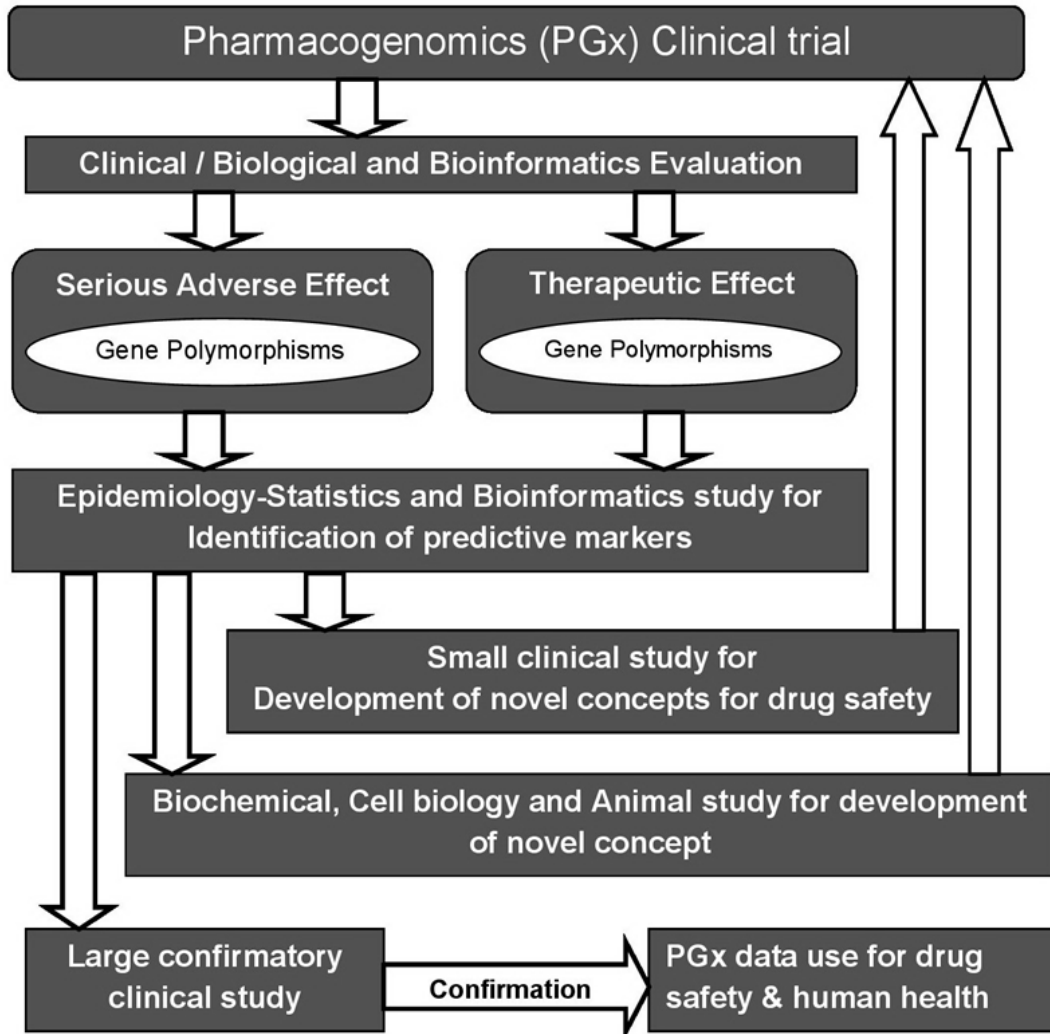 Pharmacogenomics (PGx) Clinical trial
Clinical / Biological and Bioinformatics Evaluation
Serious Adverse Effect
Gene Polymorphisms
Therapeutic Effect
Gene Polymorphisms
Epidemiology-Statistics and Bioinformatics study for
Identification of predictive markers
Small clinical study for
Development of novel concepts for drug safety
Biochemical, Cell biology and Animal study for development
of novel concept
Large confirmatory
clinical study
Confirmation
PGx data use for drug
safety & human health